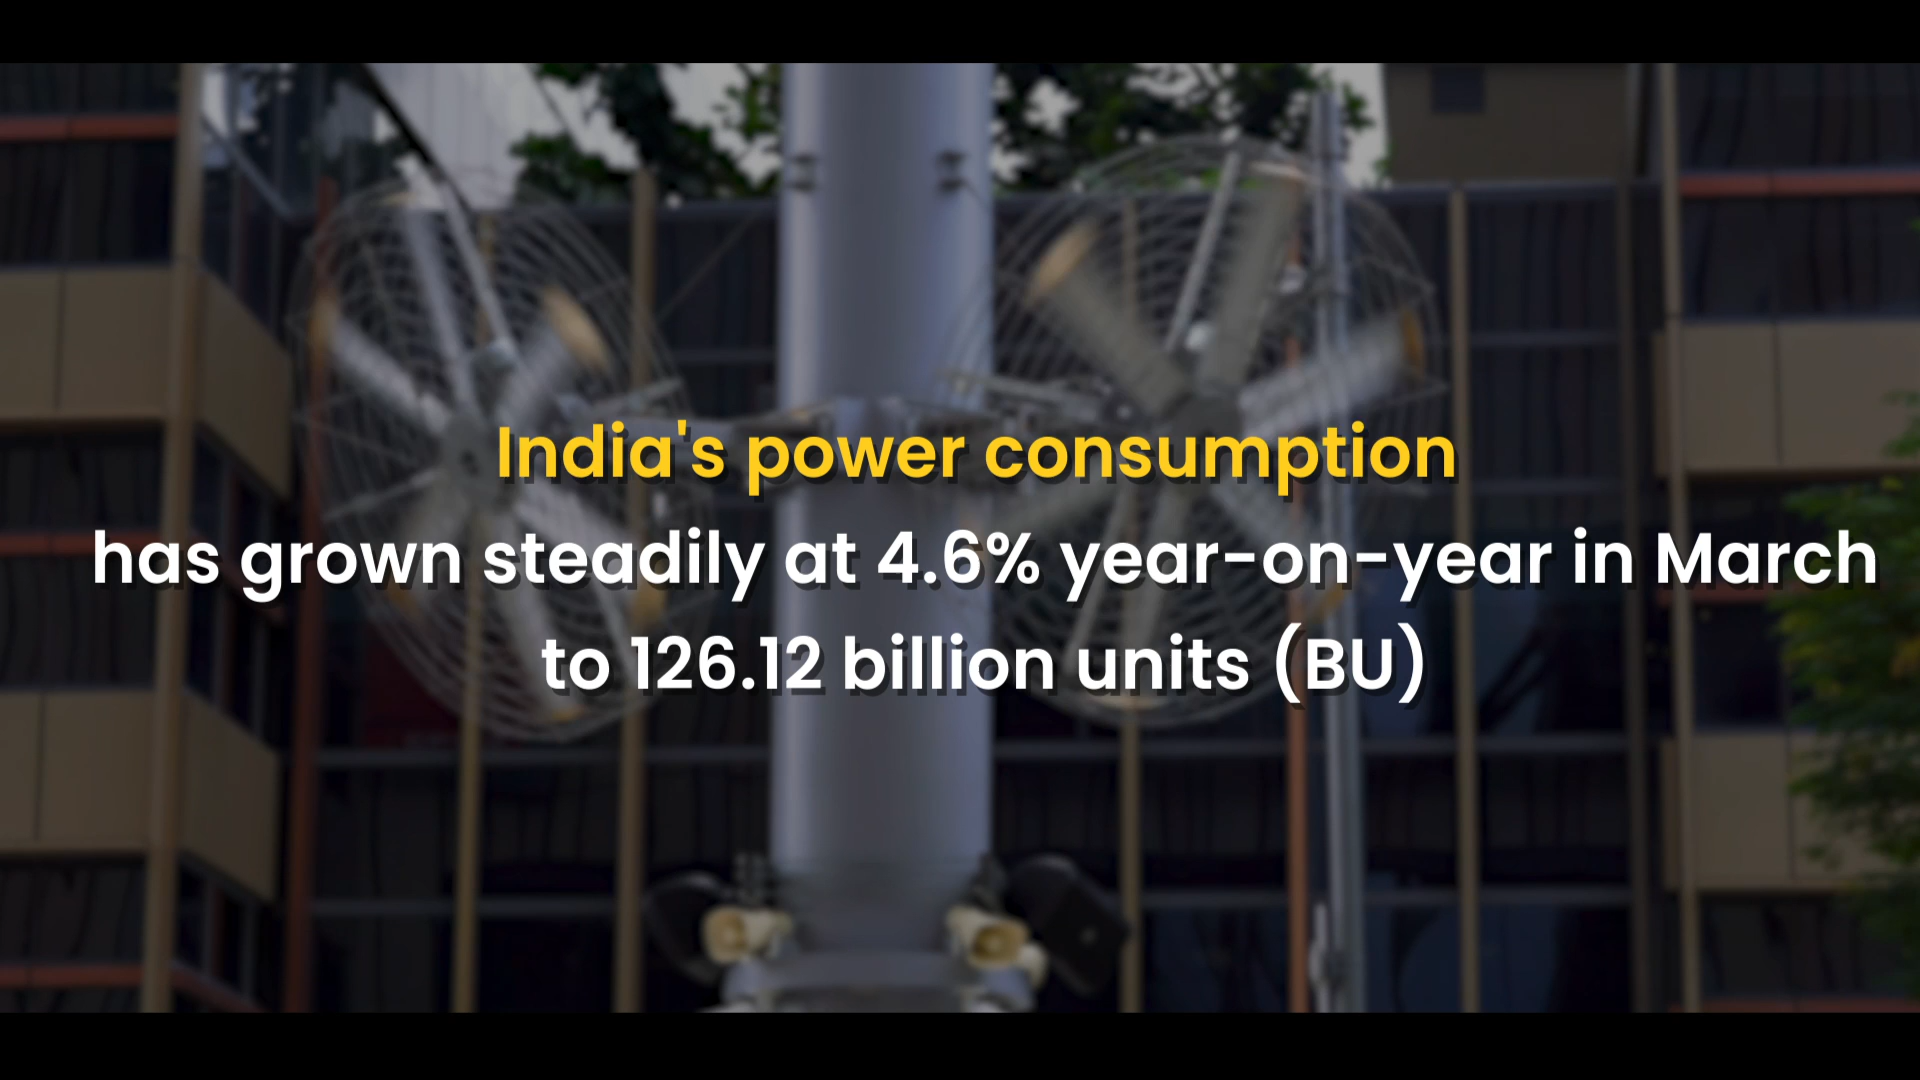 India's power consumption
has grown steadily at 4.6% year-on-year in March
to 126.12 billion units (BU)